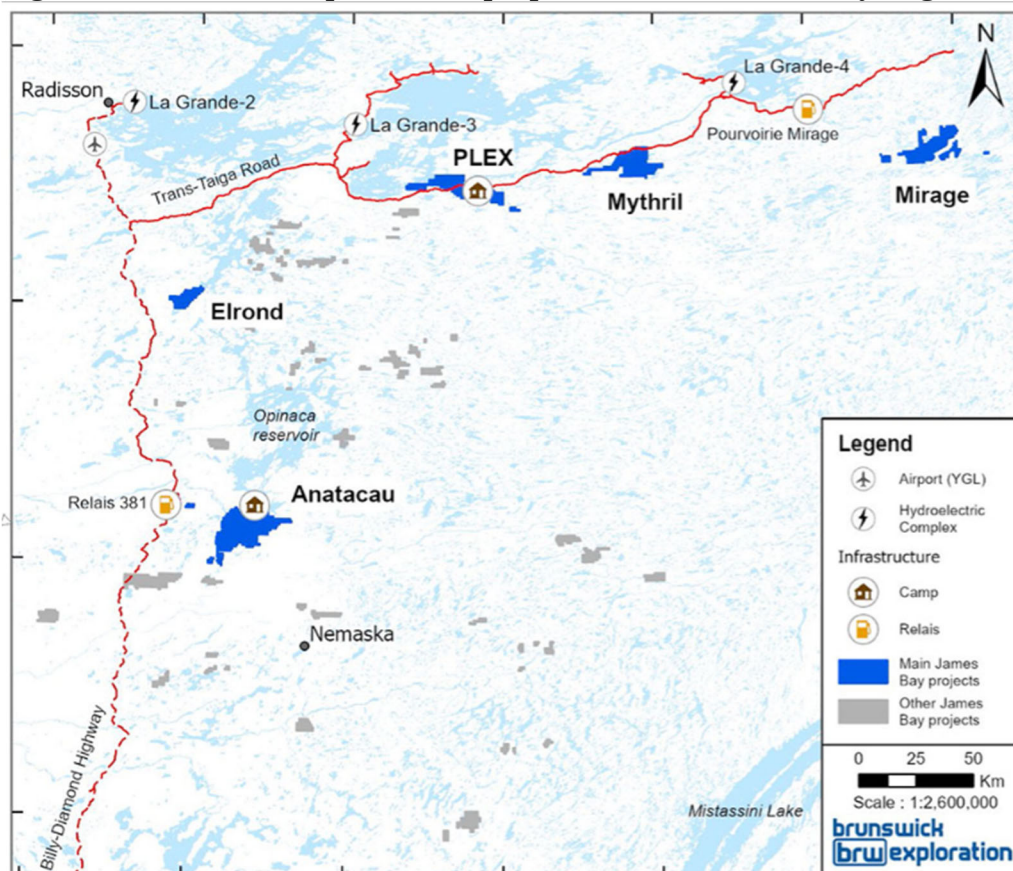 N
Radisson
La Grande-2
La Grande-4
La Grande-3
Pourvoirie Mirage
PLEX
Trans-Taiga Road
Mythril
Mirage
Elrond
Opinaca
reservoir
Relais 381
Anatacau
Nemaska
Billy-Diamond Highway
Mistassini Lake
Legend
Airport (YGL)
Hydroelectric
Complex
Infrastructure
Camp
Relais
Main James
Bay projects
Other James
Bay projects
0 25 50
Km
Scale : 1:2,600,000
brunswick
brw exploration